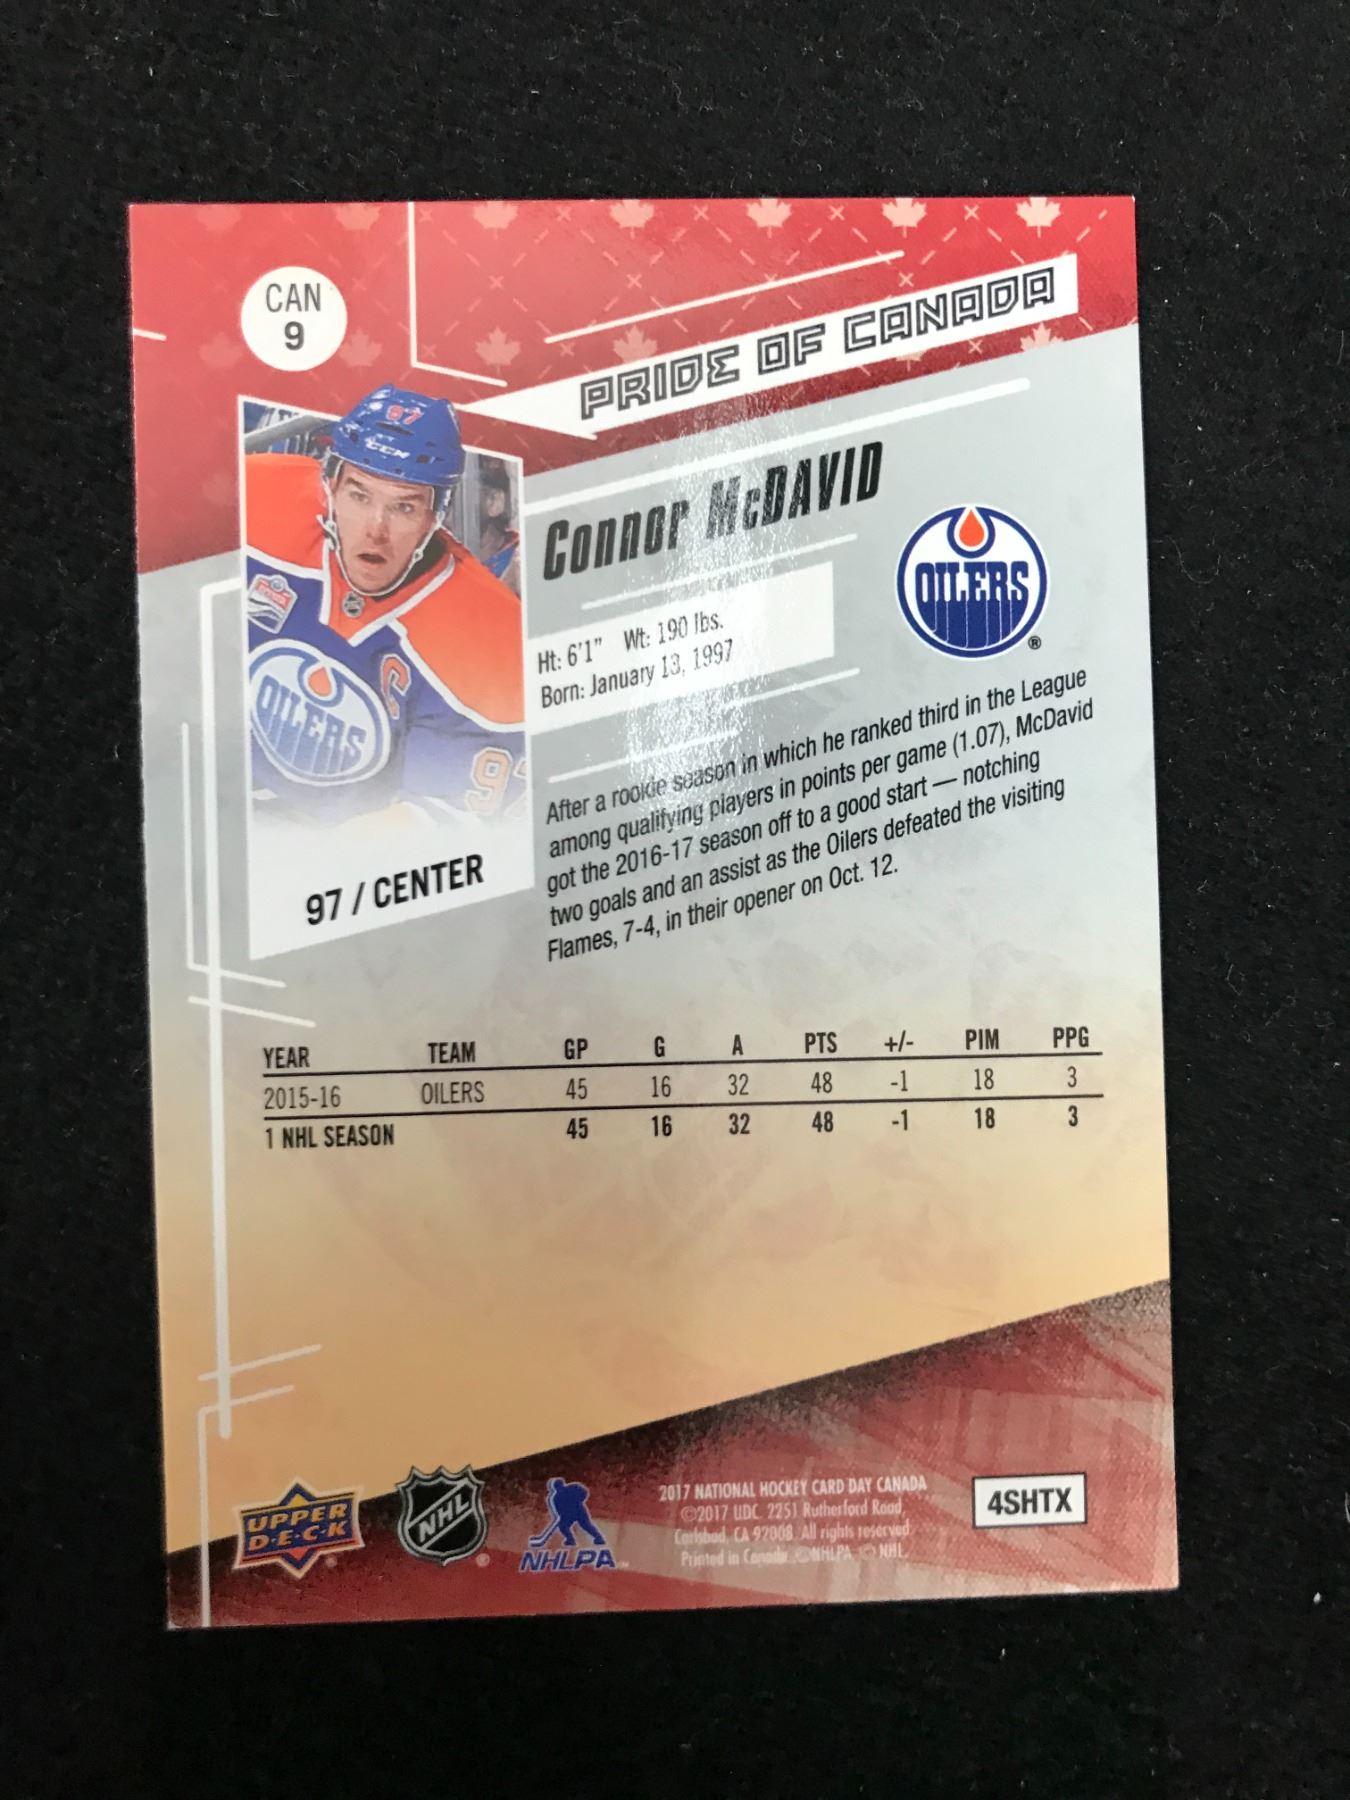 CAN
9
PRIDE OF CANADA
97
CCM
Connor McDAVID
OILERS
®
Ht: 6'1" Wt: 190 lbs.
Born: January 13, 1997
C
OILERS
97
97 / CENTER
After a rookie season in which he ranked third in the League
among qualifying players in points per game (1.07), McDavid
got the 2016-17 season off to a good start — notching
two goals and an assist as the Oilers defeated the visiting
Flames, 7-4, in their opener on Oct. 12.
YEAR TEAM GP G A PTS +/- PIM PPG
2015-16 OILERS 45 16 32 48 -1 18 3
1 NHL SEASON 45 16 32 48 -1 18 3
UPPER
D·E·C·K
®
NHL
®
NHLPA
2017 NATIONAL HOCKEY CARD DAY CANADA
©2017 UDC. 2251 Rutherford Road,
Carlsbad, CA 92008. All rights reserved.
Printed in Canada. ©NHLPA. © NHL.
4SHTX